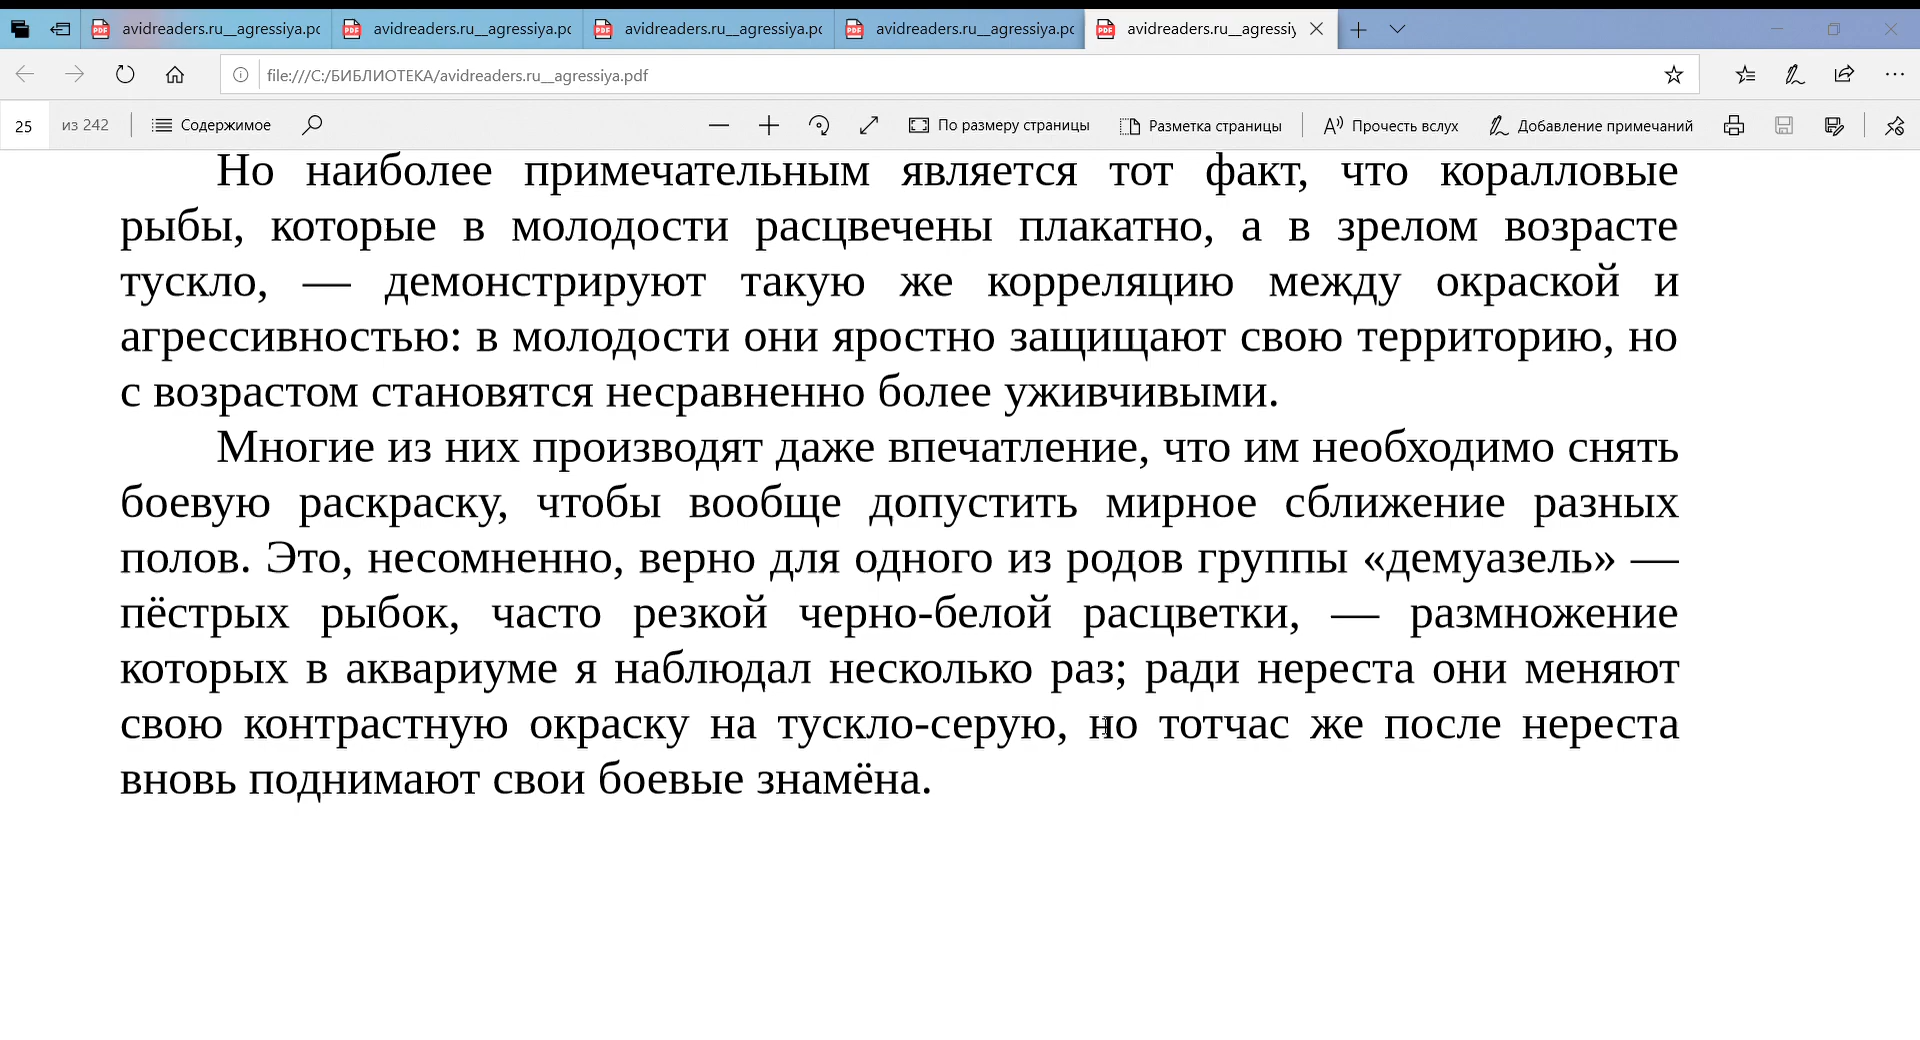 avidreaders.ru__agressiya.pc avidreaders.ru__agressiya.pc avidreaders.ru__agressiya.pc avidreaders.ru__agressiya.pc avidreaders.ru__agressiy
file:///C:/БИБЛИОТЕКА/avidreaders.ru__agressiya.pdf
25 из 242 Содержимое По размеру страницы Разметка страницы Прочесть вслух Добавление примечаний
Но наиболее примечательным является тот факт, что коралловые
рыбы, которые в молодости расцвечены плакатно, а в зрелом возрасте
тускло, — демонстрируют такую же корреляцию между окраской и
агрессивностью: в молодости они яростно защищают свою территорию, но
с возрастом становятся несравненно более уживчивыми.
Многие из них производят даже впечатление, что им необходимо снять
боевую раскраску, чтобы вообще допустить мирное сближение разных
полов. Это, несомненно, верно для одного из родов группы «демуазель» —
пёстрых рыбок, часто резкой черно-белой расцветки, — размножение
которых в аквариуме я наблюдал несколько раз; ради нереста они меняют
свою контрастную окраску на тускло-серую, но тотчас же после нереста
вновь поднимают свои боевые знамёна.